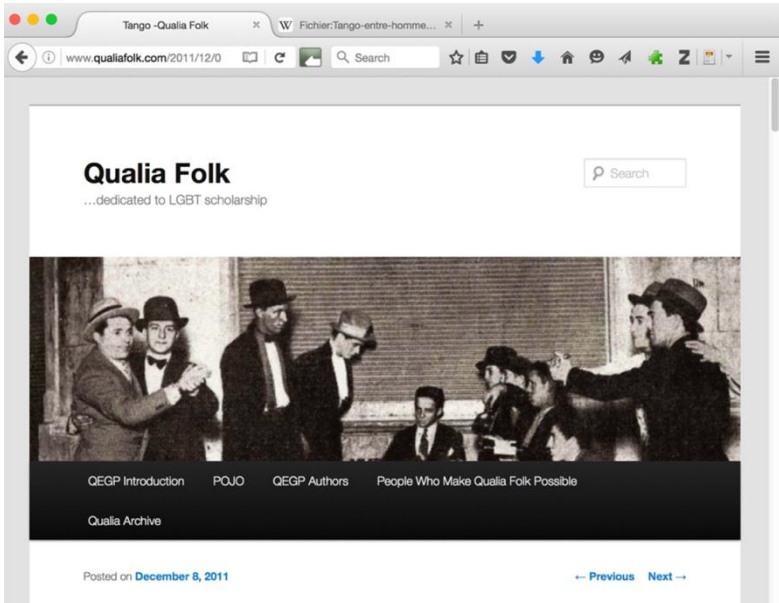 Tango -Qualia Folk
W Fichier:Tango-entre-homme...
www.qualiafolk.com/2011/12/0
Search
Z
Qualia Folk
Search
...dedicated to LGBT scholarship
QEGP Introduction POJO QEGP Authors People Who Make Qualia Folk Possible
Qualia Archive
Posted on December 8, 2011 ← Previous Next →